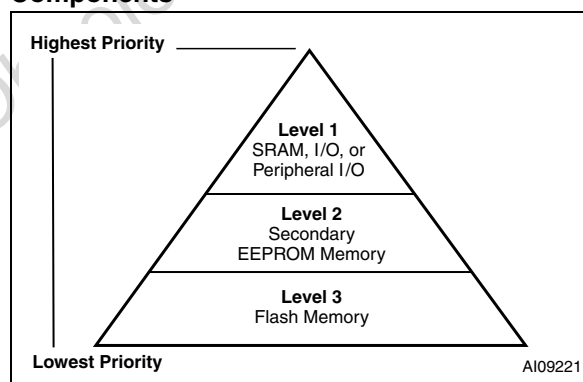 Components
Highest Priority
Level 1
SRAM, I/O, or
Peripheral I/O
Level 2
Secondary
EEPROM Memory
Level 3
Flash Memory
Lowest Priority
AI09221